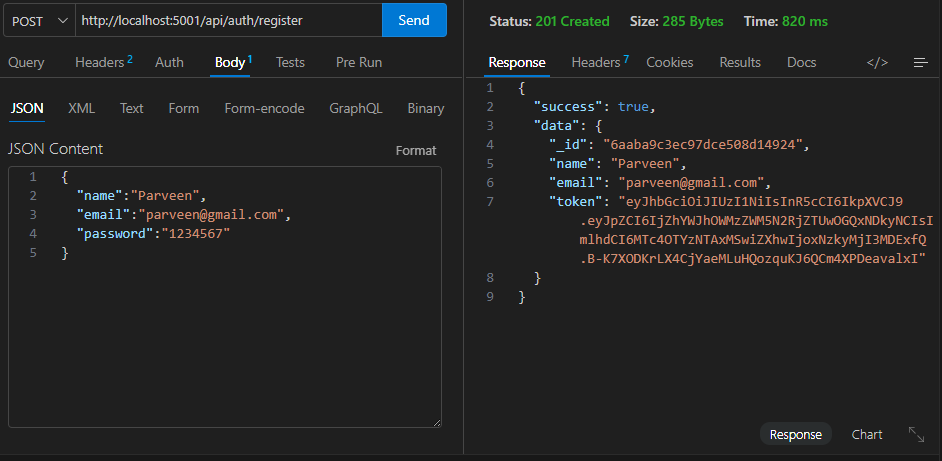 POST http://localhost:5001/api/auth/register Send
Query Headers 2 Auth Body 1 Tests Pre Run
JSON XML Text Form Form-encode GraphQL Binary
JSON Content Format
1 {
2 "name":"Parveen",
3 "email":"parveen@gmail.com",
4 "password":"1234567"
5 }
Status: 201 Created Size: 285 Bytes Time: 820 ms
Response Headers 7 Cookies Results Docs </>
1 {
2 "success": true,
3 "data": {
4 "_id": "6aaba9c3ec97dce508d14924",
5 "name": "Parveen",
6 "email": "parveen@gmail.com",
7 "token": "eyJhbGciOiJIUzI1NiIsInR5cCI6IkpXVCJ9
.eyJpZCI6IjZhYWJhOWMzZWM5N2RjZTUwOGQxNDkyNCIsI
mlhdCI6MTc4OTYzNTAxMSwiZXhwIjoxNzkyMjI3MDExfQ
.B-K7XODKrLX4CjYaeMLuHQozquKJ6QCm4XPDeavalxI"
8 }
9 }
Response Chart